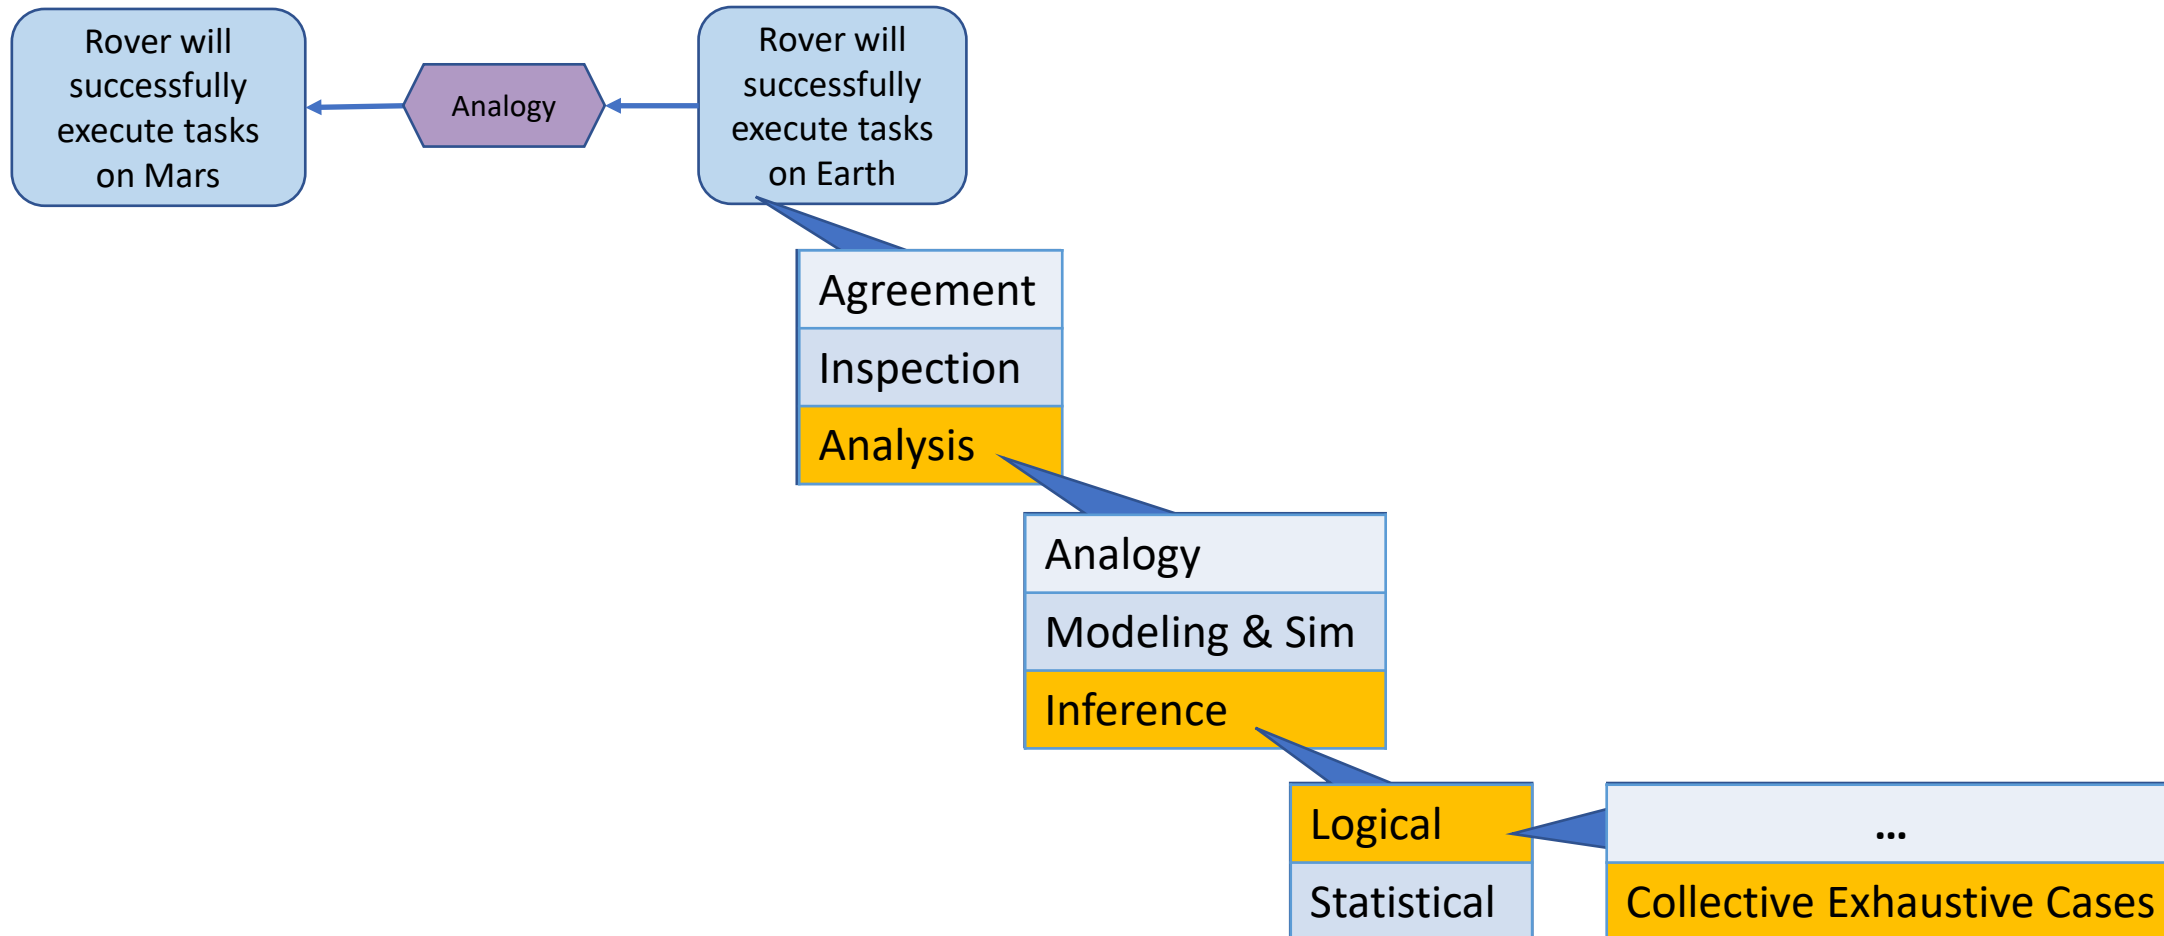 Rover will
successfully
execute tasks
on Mars
Analogy
Rover will
successfully
execute tasks
on Earth
Agreement
Inspection
Analysis
Analogy
Modeling & Sim
Inference
Logical
Statistical
...
Collective Exhaustive Cases